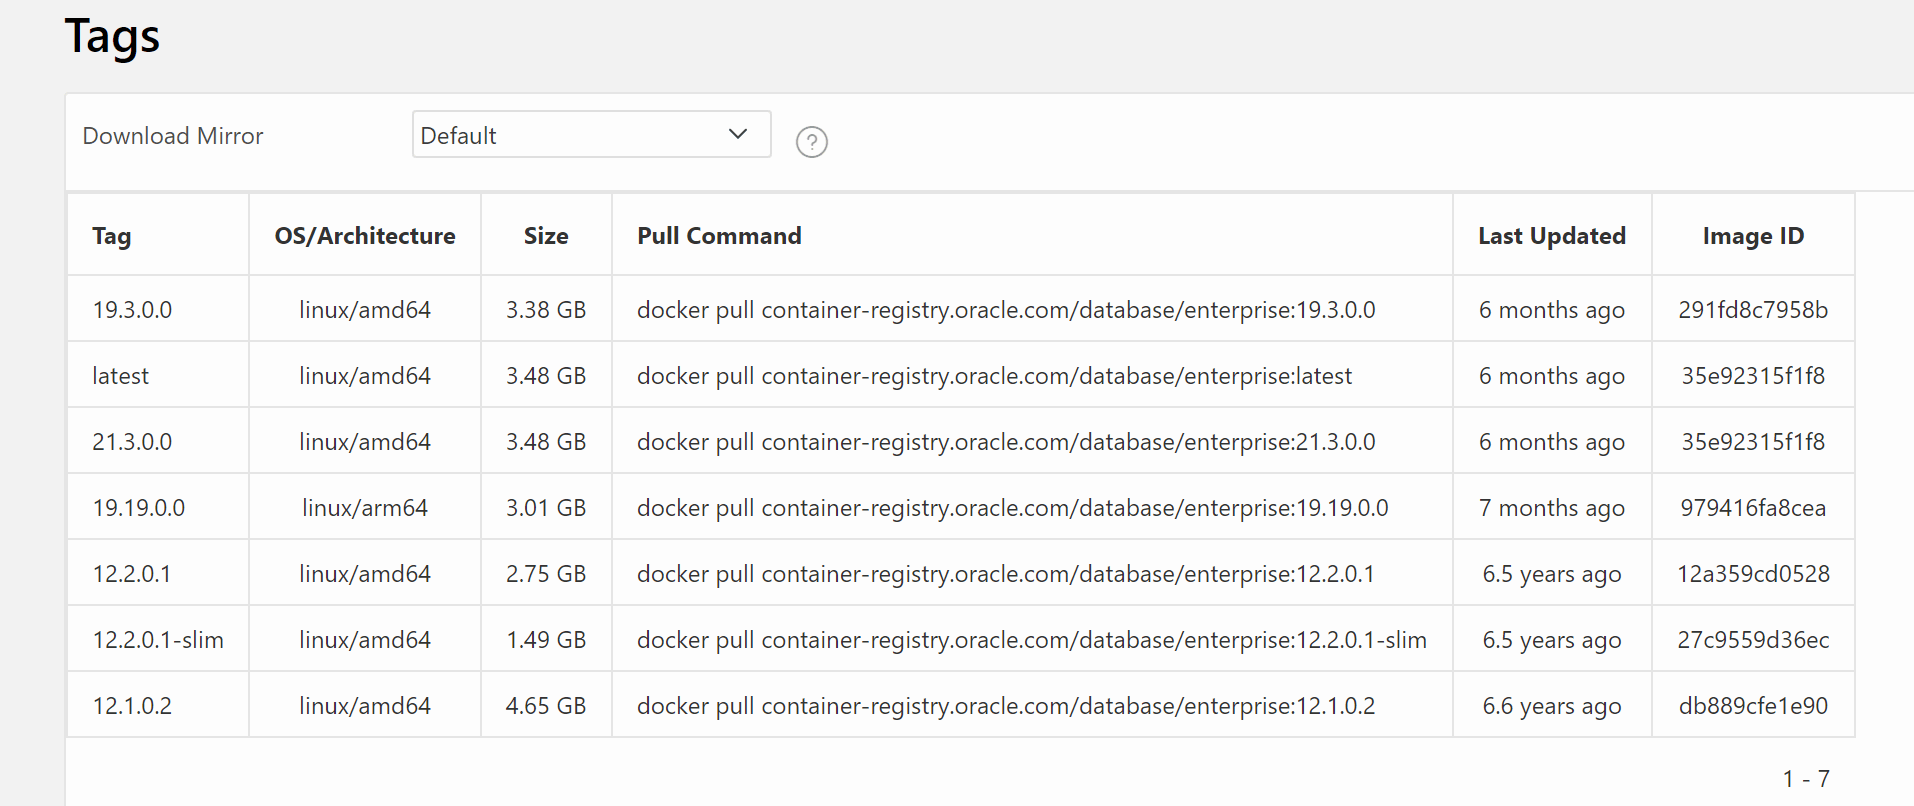 Tags
Download Mirror Default ?
Tag OS/Architecture Size Pull Command Last Updated Image ID
19.3.0.0 linux/amd64 3.38 GB docker pull container-registry.oracle.com/database/enterprise:19.3.0.0 6 months ago 291fd8c7958b
latest linux/amd64 3.48 GB docker pull container-registry.oracle.com/database/enterprise:latest 6 months ago 35e92315f1f8
21.3.0.0 linux/amd64 3.48 GB docker pull container-registry.oracle.com/database/enterprise:21.3.0.0 6 months ago 35e92315f1f8
19.19.0.0 linux/arm64 3.01 GB docker pull container-registry.oracle.com/database/enterprise:19.19.0.0 7 months ago 979416fa8cea
12.2.0.1 linux/amd64 2.75 GB docker pull container-registry.oracle.com/database/enterprise:12.2.0.1 6.5 years ago 12a359cd0528
12.2.0.1-slim linux/amd64 1.49 GB docker pull container-registry.oracle.com/database/enterprise:12.2.0.1-slim 6.5 years ago 27c9559d36ec
12.1.0.2 linux/amd64 4.65 GB docker pull container-registry.oracle.com/database/enterprise:12.1.0.2 6.6 years ago db889cfe1e90
1 - 7